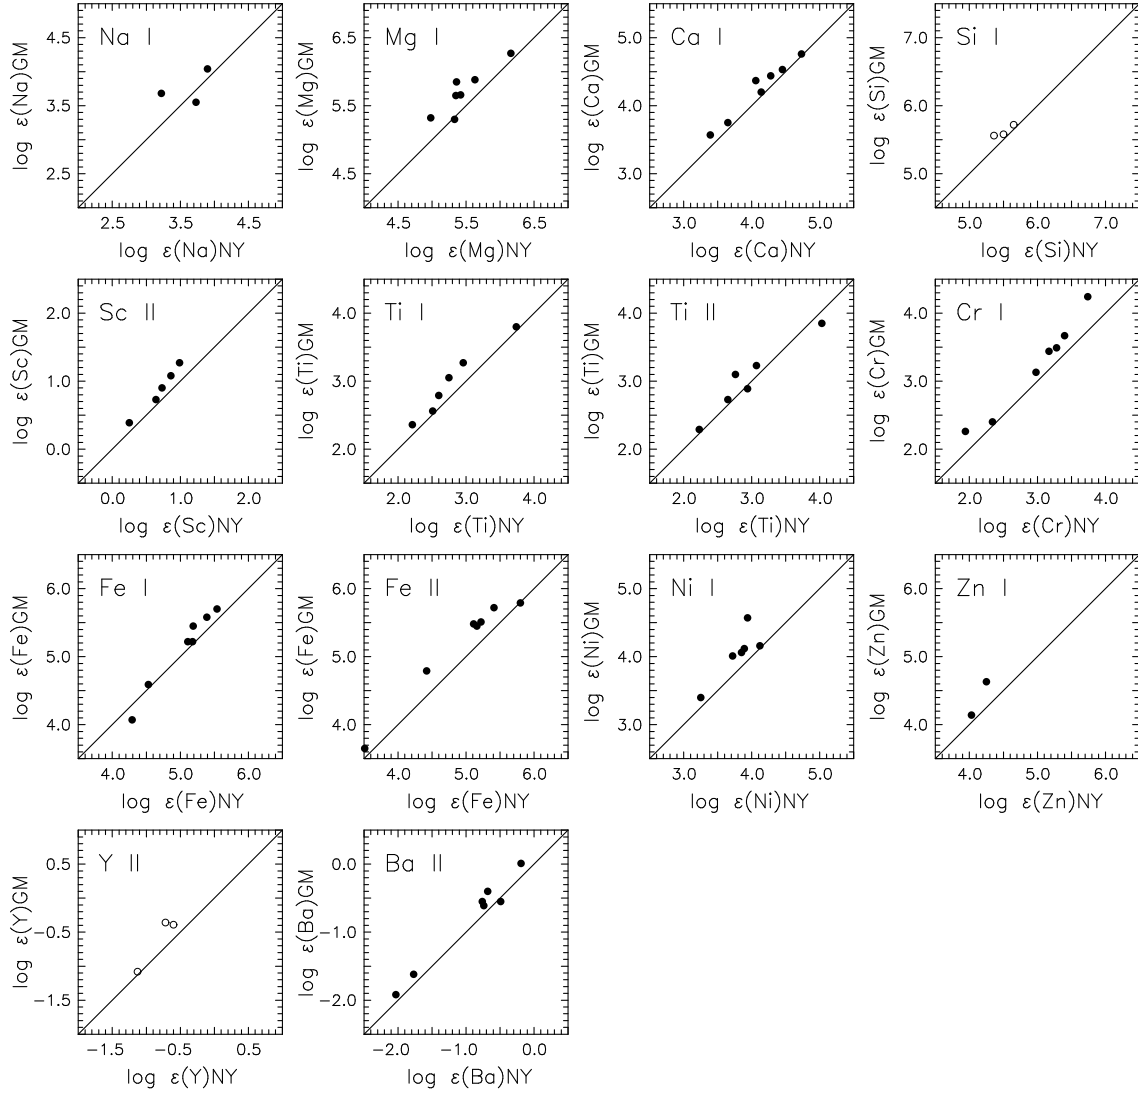 Na I
log ε(Na)GM
4.5
3.5
2.5
2.5 3.5 4.5
log ε(Na)NY
Mg I
log ε(Mg)GM
6.5
5.5
4.5
4.5 5.5 6.5
log ε(Mg)NY
Ca I
log ε(Ca)GM
5.0
4.0
3.0
3.0 4.0 5.0
log ε(Ca)NY
Si I
log ε(Si)GM
7.0
6.0
5.0
5.0 6.0 7.0
log ε(Si)NY
Sc II
log ε(Sc)GM
2.0
1.0
0.0
0.0 1.0 2.0
log ε(Sc)NY
Ti I
log ε(Ti)GM
4.0
3.0
2.0
2.0 3.0 4.0
log ε(Ti)NY
Ti II
log ε(Ti)GM
4.0
3.0
2.0
2.0 3.0 4.0
log ε(Ti)NY
Cr I
log ε(Cr)GM
4.0
3.0
2.0
2.0 3.0 4.0
log ε(Cr)NY
Fe I
log ε(Fe)GM
6.0
5.0
4.0
4.0 5.0 6.0
log ε(Fe)NY
Fe II
log ε(Fe)GM
6.0
5.0
4.0
4.0 5.0 6.0
log ε(Fe)NY
Ni I
log ε(Ni)GM
5.0
4.0
3.0
3.0 4.0 5.0
log ε(Ni)NY
Zn I
log ε(Zn)GM
6.0
5.0
4.0
4.0 5.0 6.0
log ε(Zn)NY
Y II
log ε(Y)GM
0.5
−0.5
−1.5
−1.5 −0.5 0.5
log ε(Y)NY
Ba II
log ε(Ba)GM
0.0
−1.0
−2.0
−2.0 −1.0 0.0
log ε(Ba)NY